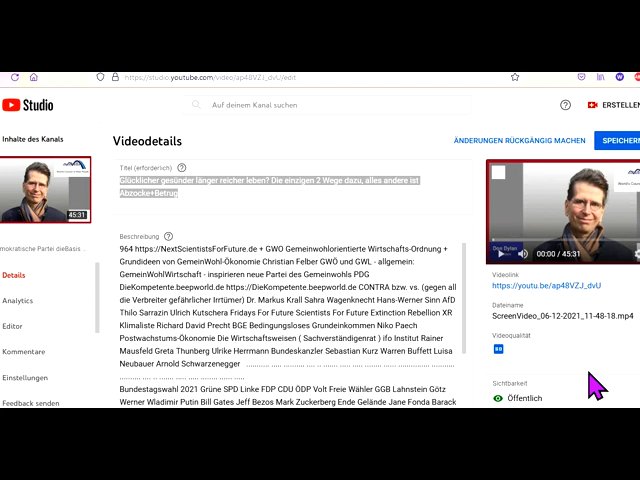 https://studio.youtube.com/video/ap48VZJ_dvU/edit
Studio
Auf deinem Kanal suchen
ERSTELLEN
Inhalte des Kanals
Videodetails
ÄNDERUNGEN RÜCKGÄNGIG MACHEN
SPEICHERN
Titel (erforderlich)
Glücklicher gesünder länger reicher leben? Die einzigen 2 Wege dazu, alles andere ist
Abzocke+Betrug
45:31
mokratische Partei dieBasis ..
Beschreibung
964 https://NextScientistsForFuture.de + GWO Gemeinwohlorientierte Wirtschafts-Ordnung +
Grundideen von GemeinWohl-Ökonomie Christian Felber GWÖ und GWL - allgemein:
GemeinWohlWirtschaft - inspirieren neue Partei des Gemeinwohls PDG
DieKompetente.beepworld.de https://DieKompetente.beepworld.de CONTRA bzw. vs. (gegen all
die Verbreiter gefährlicher Irrtümer) Dr. Markus Krall Sahra Wagenknecht Hans-Werner Sinn AfD
Thilo Sarrazin Ulrich Kutschera Fridays For Future Scientists For Future Extinction Rebellion XR
Klimaliste Richard David Precht BGE Bedingungsloses Grundeinkommen Niko Paech
Postwachstums-Ökonomie Die Wirtschaftsweisen ( Sachverständigenrat ) ifo Institut Rainer
Mausfeld Greta Thunberg Ulrike Herrmann Bundeskanzler Sebastian Kurz Warren Buffett Luisa
Neubauer Arnold Schwarzenegger
Bundestagswahl 2021 Grüne SPD Linke FDP CDU ÖDP Volt Freie Wähler GGB Lahnstein Götz
Werner Wladimir Putin Bill Gates Jeff Bezos Mark Zuckerberg Ende Gelände Jane Fonda Barack
Details
Analytics
Editor
Kommentare
Einstellungen
Feedback senden
00:00 / 45:31
Videolink
https://youtu.be/ap48VZJ_dvU
Dateiname
ScreenVideo_06-12-2021_11-48-18.mp4
Videoqualität
Sichtbarkeit
Öffentlich